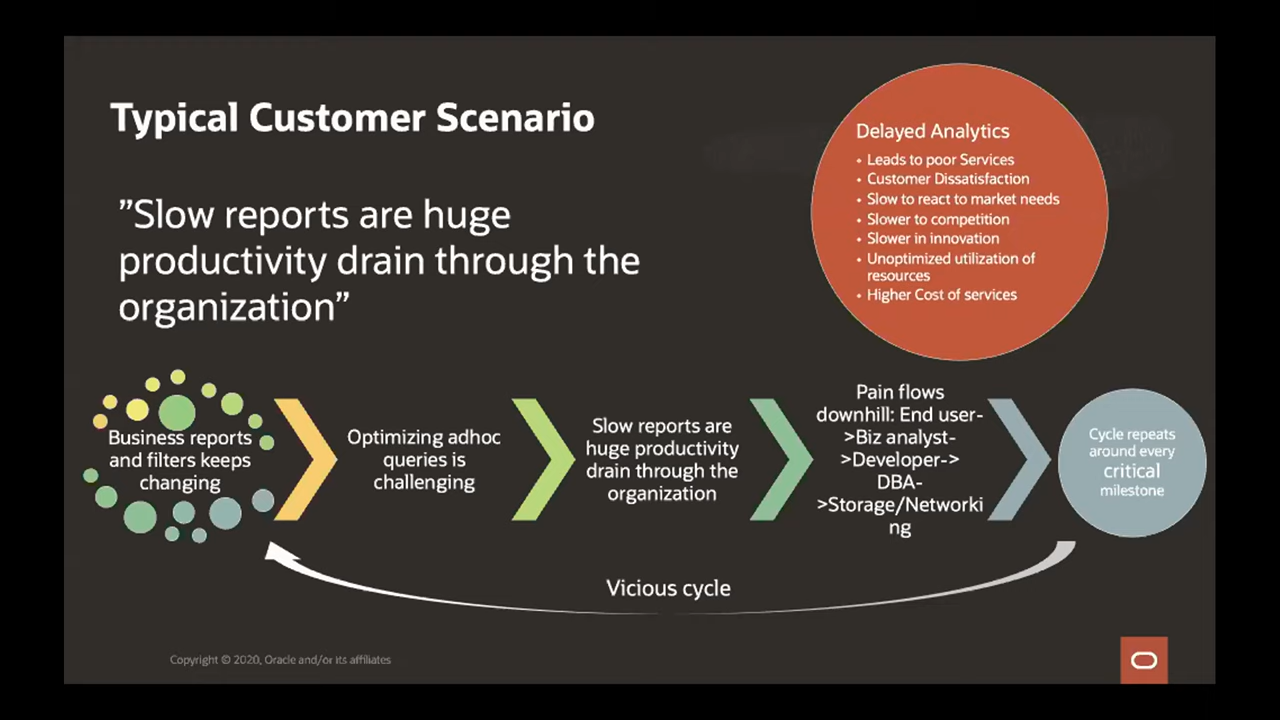 Typical Customer Scenario
”Slow reports are huge
productivity drain through the
organization”
Delayed Analytics
• Leads to poor Services
• Customer Dissatisfaction
• Slow to react to market needs
• Slower to competition
• Slower in innovation
• Unoptimized utilization of
resources
• Higher Cost of services
Business reports
and filters keeps
changing
Optimizing adhoc
queries is
challenging
Slow reports are
huge productivity
drain through the
organization
Pain flows
downhill: End user-
>Biz analyst-
>Developer->
DBA-
>Storage/Networki
ng
Cycle repeats
around every
critical
milestone
Vicious cycle
Copyright © 2020, Oracle and/or its affiliates